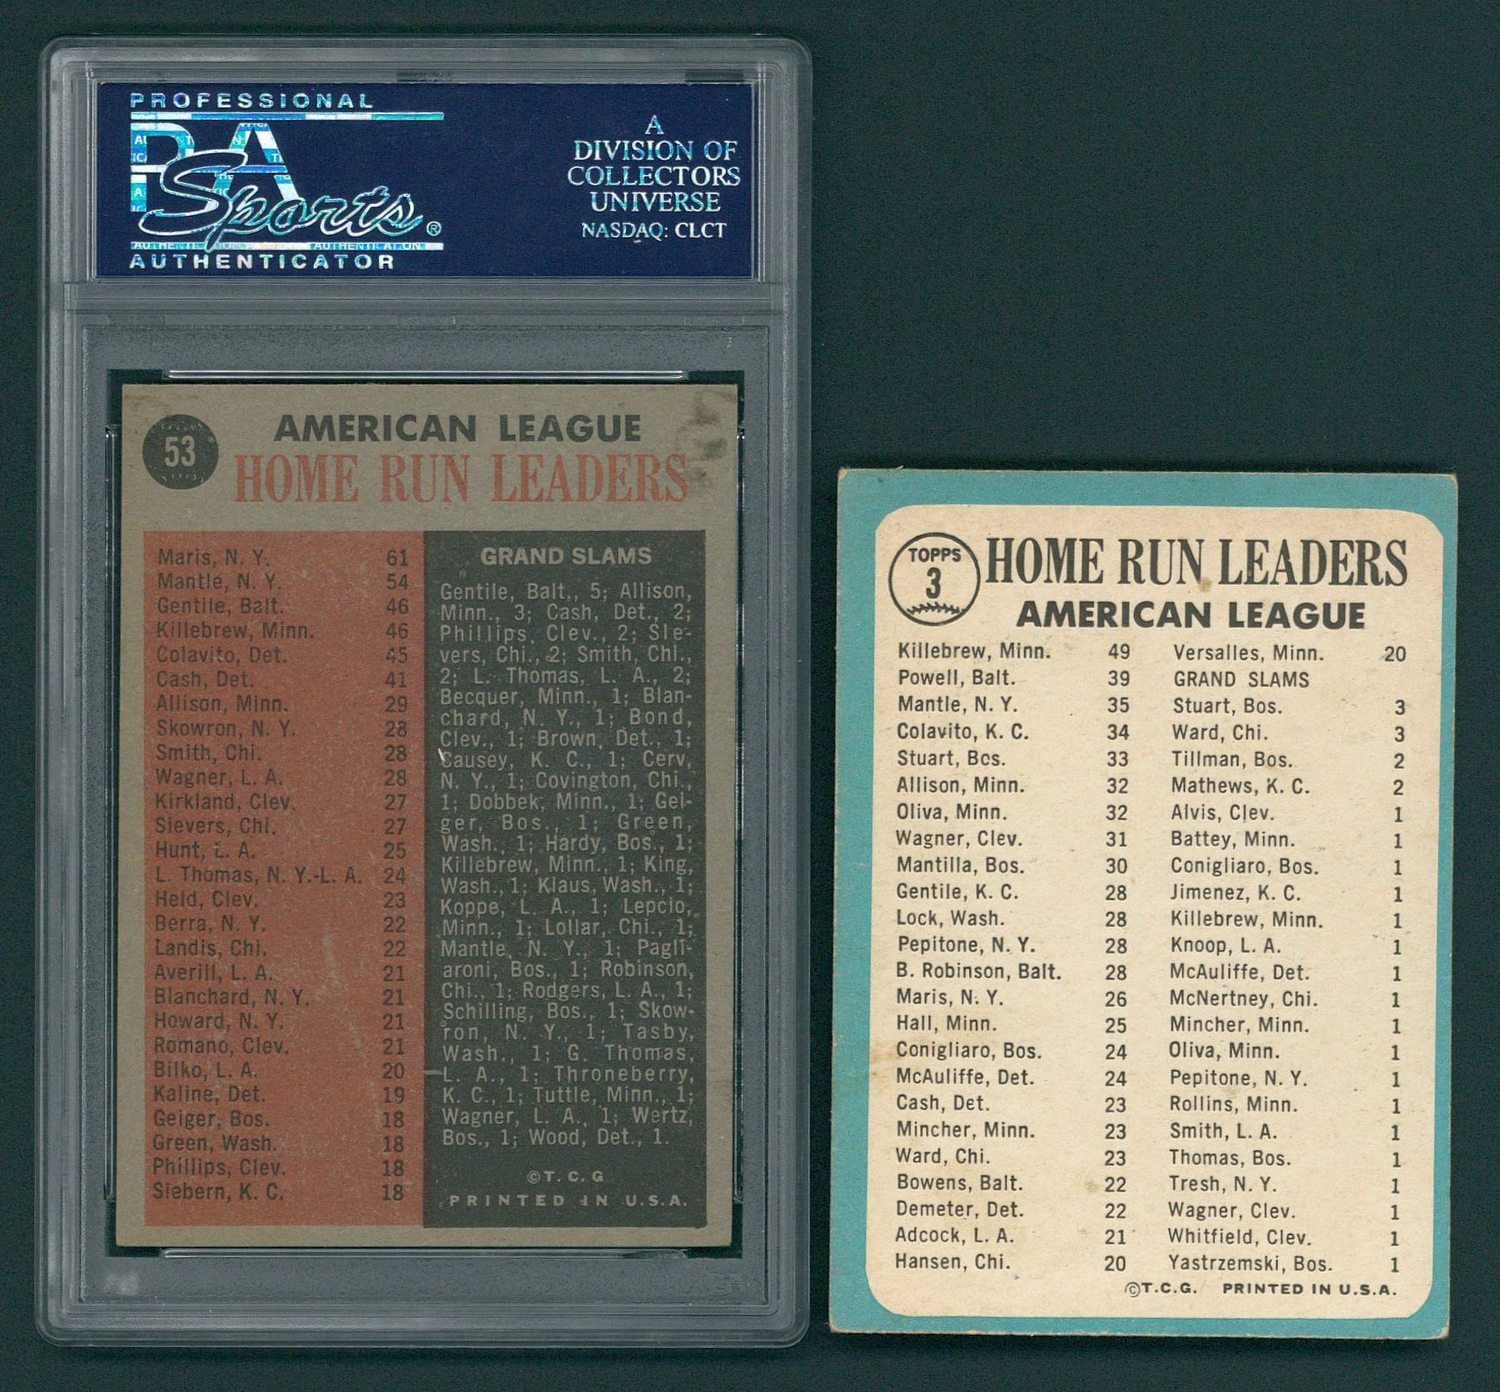 PROFESSIONAL
PSA
Sports®
AUTHENTICATOR
A
DIVISION OF
COLLECTORS
UNIVERSE
NASDAQ: CLCT
53
AMERICAN LEAGUE
HOME RUN LEADERS
Maris, N. Y. 61
Mantle, N. Y. 54
Gentile, Balt. 46
Killebrew, Minn. 46
Colavito, Det. 45
Cash, Det. 41
Allison, Minn. 29
Skowron, N. Y. 28
Smith, Chi. 28
Wagner, L. A. 28
Kirkland, Clev. 27
Sievers, Chi. 27
Hunt, L. A. 25
L. Thomas, N. Y.-L. A. 24
Held, Clev. 23
Berra, N. Y. 22
Landis, Chi. 22
Averill, L. A. 21
Blanchard, N. Y. 21
Howard, N. Y. 21
Romano, Clev. 21
Bilko, L. A. 20
Kaline, Det. 19
Geiger, Bos. 18
Green, Wash. 18
Phillips, Clev. 18
Siebern, K. C. 18
GRAND SLAMS
Gentile, Balt., 5; Allison,
Minn., 3; Cash, Det., 2;
Phillips, Clev., 2; Sie-
vers, Chi., 2; Smith, Chi.,
2; L. Thomas, L. A., 2;
Becquer, Minn., 1; Blan-
chard, N. Y., 1; Bond,
Clev., 1; Brown, Det., 1;
Causey, K. C., 1; Cerv,
N. Y., 1; Covington, Chi.,
1; Dobbek, Minn., 1; Gei-
ger, Bos., 1; Green,
Wash., 1; Hardy, Bos., 1;
Killebrew, Minn., 1; King,
Wash., 1; Klaus, Wash., 1;
Koppe, L. A., 1; Lepcio,
Minn., 1; Lollar, Chi., 1;
Mantle, N. Y., 1; Pagli-
aroni, Bos., 1; Robinson,
Chi., 1; Rodgers, L. A., 1;
Schilling, Bos., 1; Skow-
ron, N. Y., 1; Tasby,
Wash., 1; G. Thomas,
L. A., 1; Throneberry,
K. C., 1; Tuttle, Minn., 1;
Wagner, L. A., 1; Wertz,
Bos., 1; Wood, Det., 1.
©T. C. G
PRINTED IN U.S.A.
TOPPS
3
HOME RUN LEADERS
AMERICAN LEAGUE
Killebrew, Minn. 49
Powell, Balt. 39
Mantle, N. Y. 35
Colavito, K. C. 34
Stuart, Bos. 33
Allison, Minn. 32
Oliva, Minn. 32
Wagner, Clev. 31
Mantilla, Bos. 30
Gentile, K. C. 28
Lock, Wash. 28
Pepitone, N. Y. 28
B. Robinson, Balt. 28
Maris, N. Y. 26
Hall, Minn. 25
Conigliaro, Bos. 24
McAuliffe, Det. 24
Cash, Det. 23
Mincher, Minn. 23
Ward, Chi. 23
Bowens, Balt. 22
Demeter, Det. 22
Adcock, L. A. 21
Hansen, Chi. 20
Versalles, Minn. 20
GRAND SLAMS
Stuart, Bos. 3
Ward, Chi. 3
Tillman, Bos. 2
Mathews, K. C. 2
Alvis, Clev. 1
Battey, Minn. 1
Conigliaro, Bos. 1
Jimenez, K. C. 1
Killebrew, Minn. 1
Knoop, L. A. 1
McAuliffe, Det. 1
McNertney, Chi. 1
Mincher, Minn. 1
Oliva, Minn. 1
Pepitone, N. Y. 1
Rollins, Minn. 1
Smith, L. A. 1
Thomas, Bos. 1
Tresh, N. Y. 1
Wagner, Clev. 1
Whitfield, Clev. 1
Yastrzemski, Bos. 1
©T.C.G. PRINTED IN U.S.A.